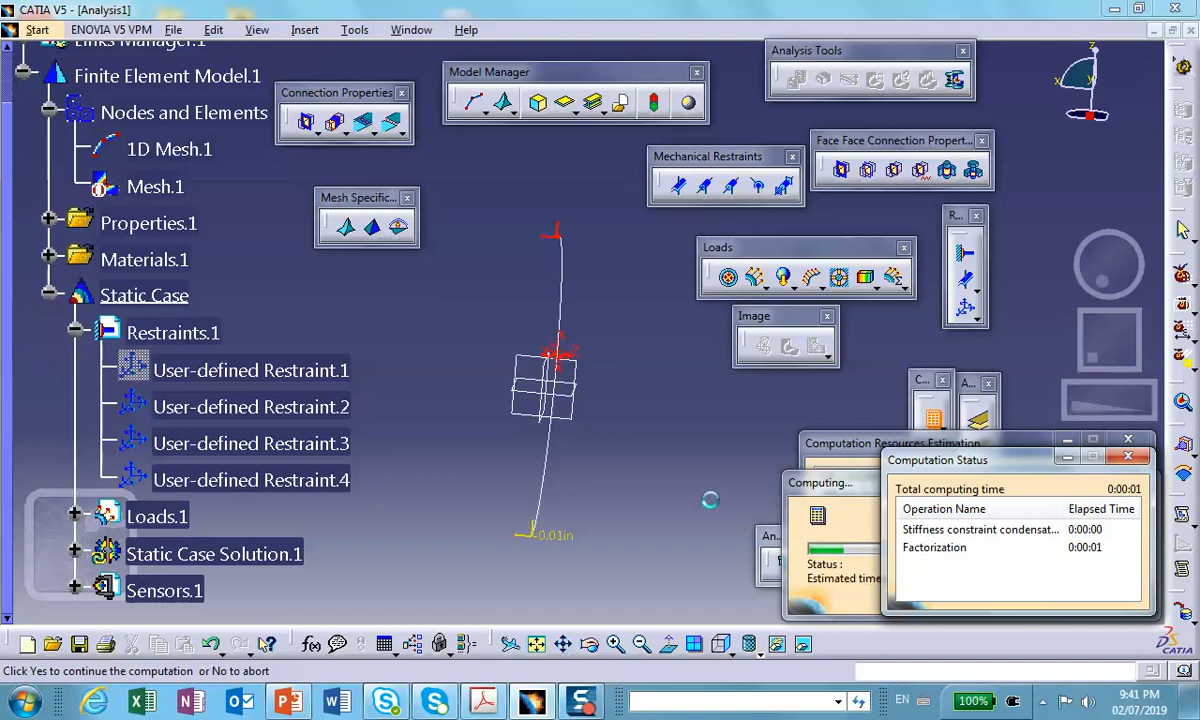 CATIA V5 - [Analysis1]
Start ENOVIA V5 VPM File Edit View Insert Tools Window Help
Links Manager.1
Finite Element Model.1
Nodes and Elements
1D Mesh.1
Mesh.1
Properties.1
Materials.1
Static Case
Restraints.1
User-defined Restraint.1
User-defined Restraint.2
User-defined Restraint.3
User-defined Restraint.4
Loads.1
Static Case Solution.1
Sensors.1
Connection Properties
Model Manager
Analysis Tools
Mesh Specific...
Mechanical Restraints
Face Face Connection Propert...
R...
Loads
Image
C...
A...
z
x
y
-0.01in
Computation Resources Estimation
Computing...
Status :
Estimated time
An...
Computation Status
Total computing time 0:00:01
Operation Name Elapsed Time
Stiffness constraint condensat... 0:00:00
Factorization 0:00:01
f(x)
CATIA
Click Yes to continue the computation or No to abort
EN
100%
9:41 PM
02/07/2019